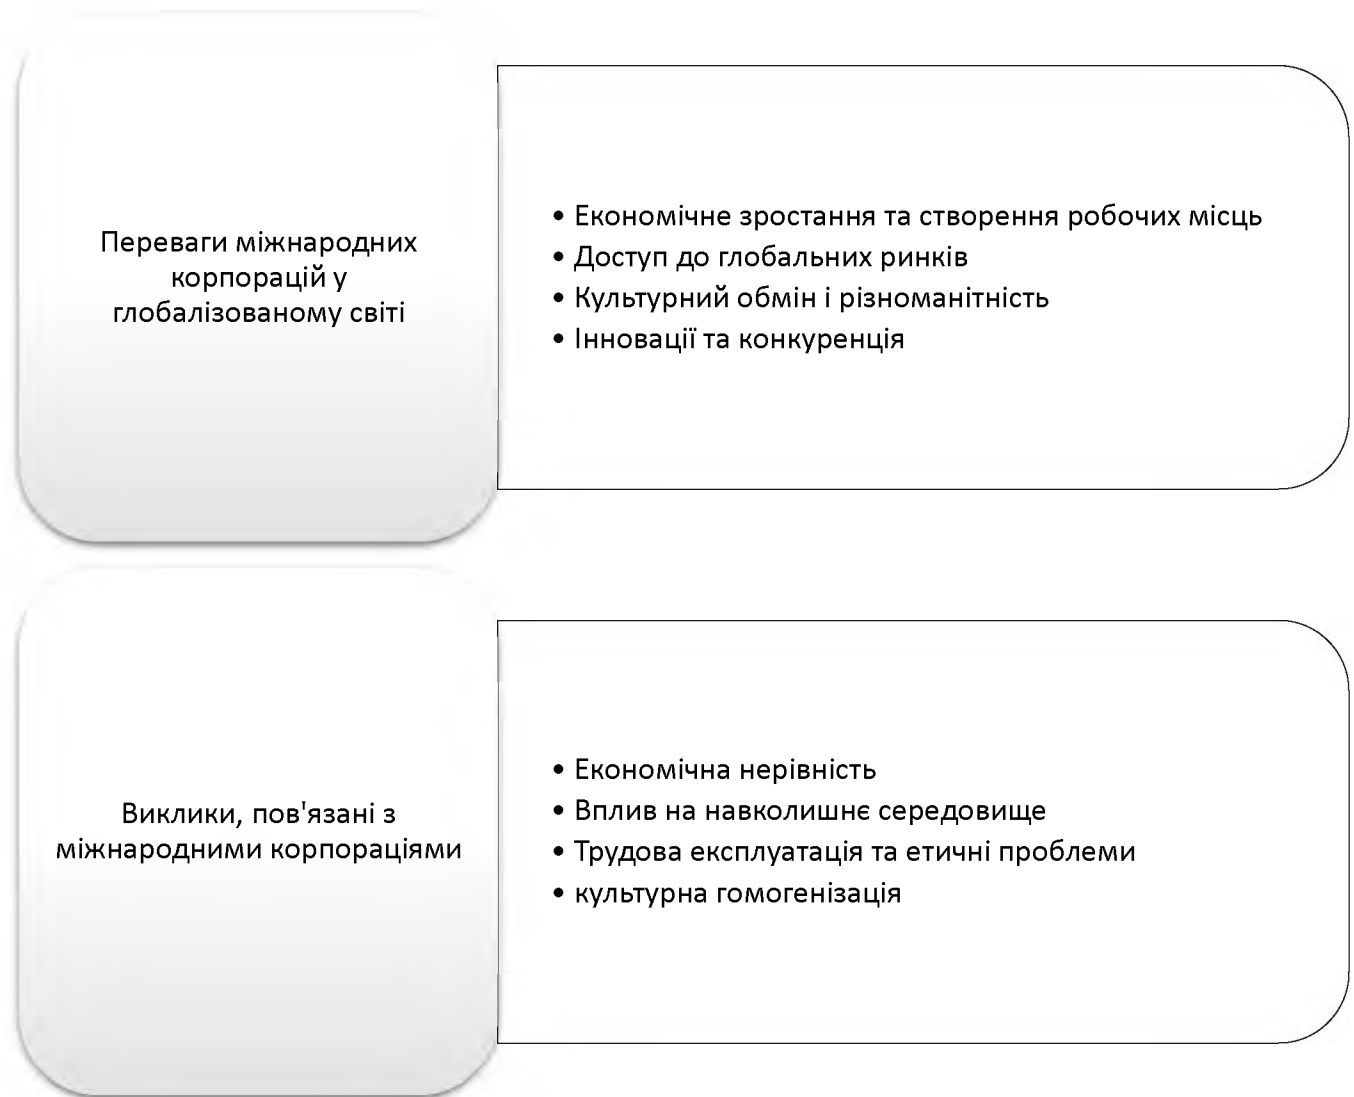 Переваги міжнародних
корпорацій у
глобалізованому світі
• Економічне зростання та створення робочих місць
• Доступ до глобальних ринків
• Культурний обмін і різноманітність
• Інновації та конкуренція
Виклики, пов'язані з
міжнародними корпораціями
• Економічна нерівність
• Вплив на навколишнє середовище
• Трудова експлуатація та етичні проблеми
• культурна гомогенізація